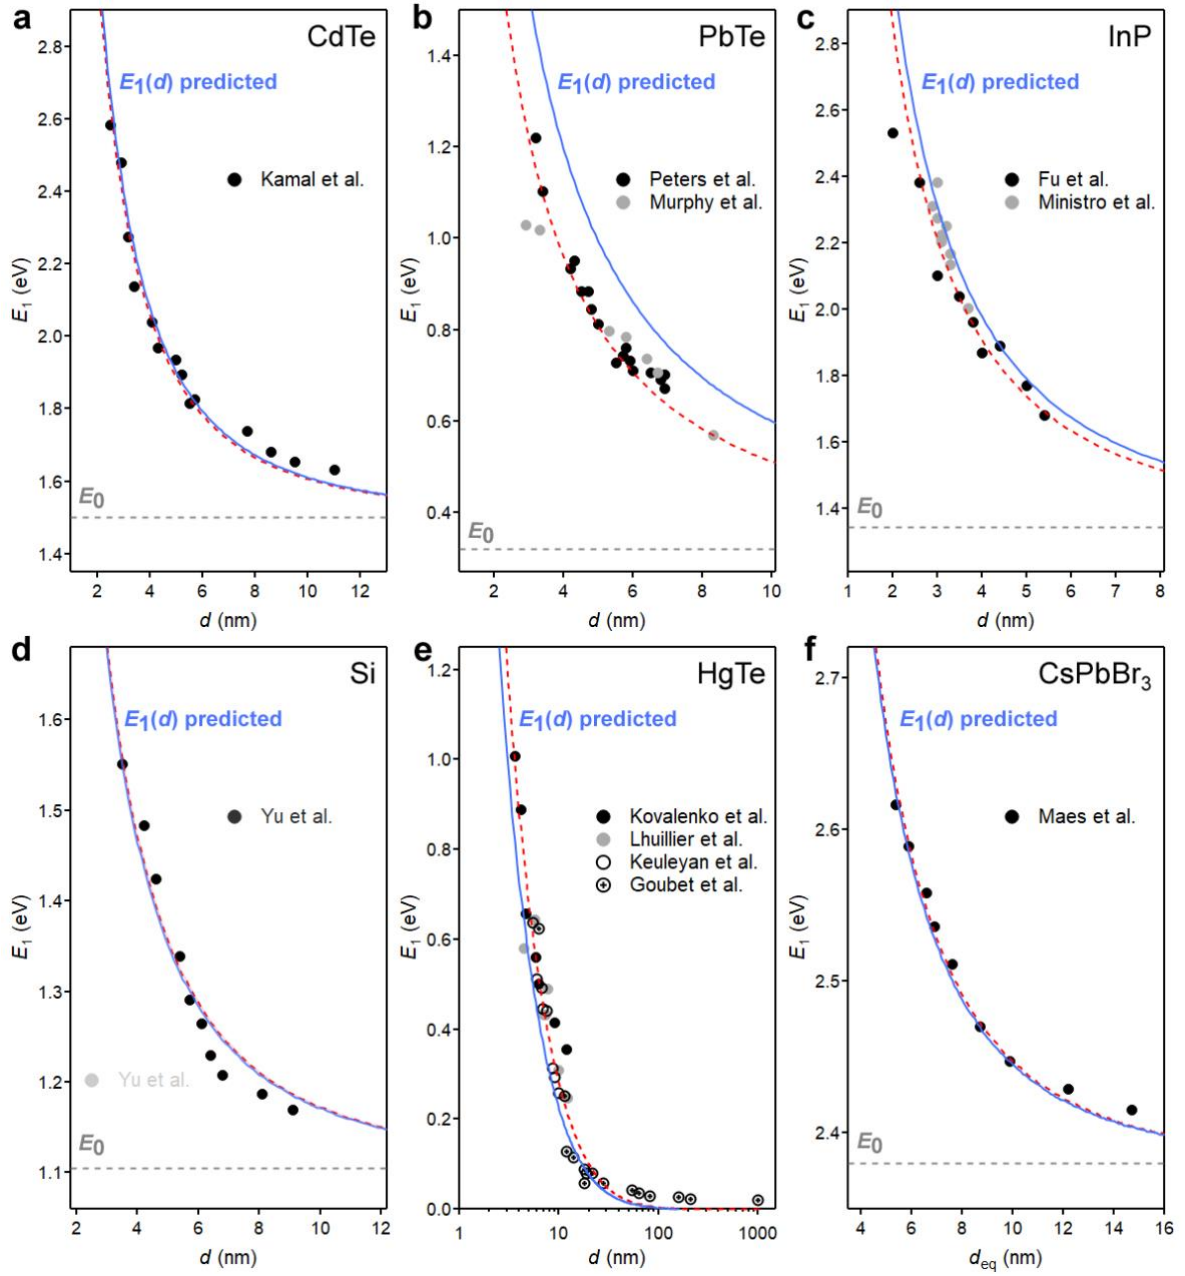 a
CdTe
E1(d) predicted
Kamal et al.
E0
2.8
2.6
2.4
2.2
2.0
1.8
1.6
1.4
E1 (eV)
2 4 6 8 10 12
d (nm)
b
PbTe
E1(d) predicted
Peters et al.
Murphy et al.
E0
1.4
1.2
1.0
0.8
0.6
0.4
E1 (eV)
2 4 6 8 10
d (nm)
c
InP
E1(d) predicted
Fu et al.
Ministro et al.
E0
2.8
2.6
2.4
2.2
2.0
1.8
1.6
1.4
E1 (eV)
1 2 3 4 5 6 7 8
d (nm)
d
Si
E1(d) predicted
Yu et al.
Yu et al.
E0
1.6
1.5
1.4
1.3
1.2
1.1
E1 (eV)
2 4 6 8 10 12
d (nm)
e
HgTe
E1(d) predicted
Kovalenko et al.
Lhuillier et al.
Keuleyan et al.
Goubet et al.
1.2
1.0
0.8
0.6
0.4
0.2
0.0
E1 (eV)
1 10 100 1000
d (nm)
f
CsPbBr3
E1(d) predicted
Maes et al.
E0
2.7
2.6
2.5
2.4
E1 (eV)
4 6 8 10 12 14 16
deq (nm)